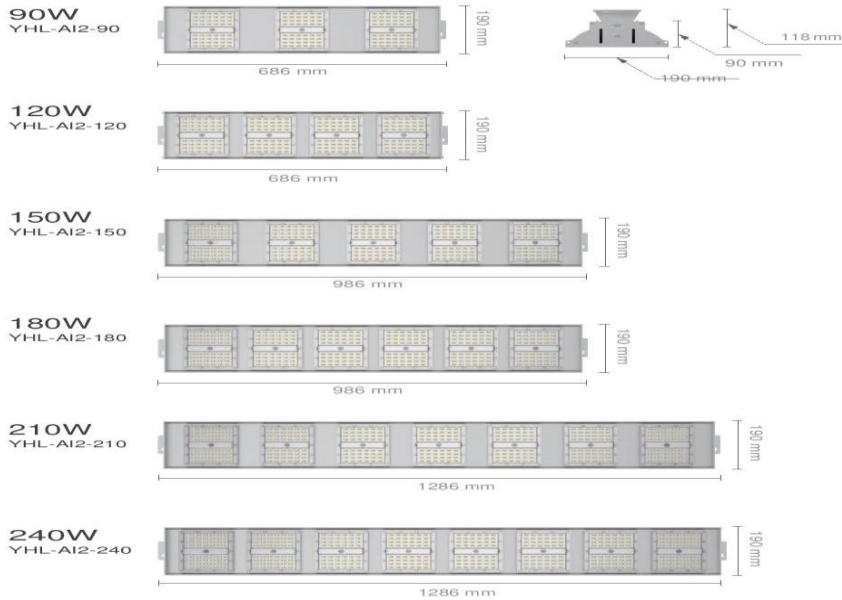 90W
YHL-AI2-90
190 mm
686 mm
118 mm
90 mm
190 mm
120W
YHL-AI2-120
190 mm
686 mm
150W
YHL-AI2-150
190 mm
986 mm
180W
YHL-AI2-180
190 mm
986 mm
210W
YHL-AI2-210
190 mm
1286 mm
240W
YHL-AI2-240
190 mm
1286 mm